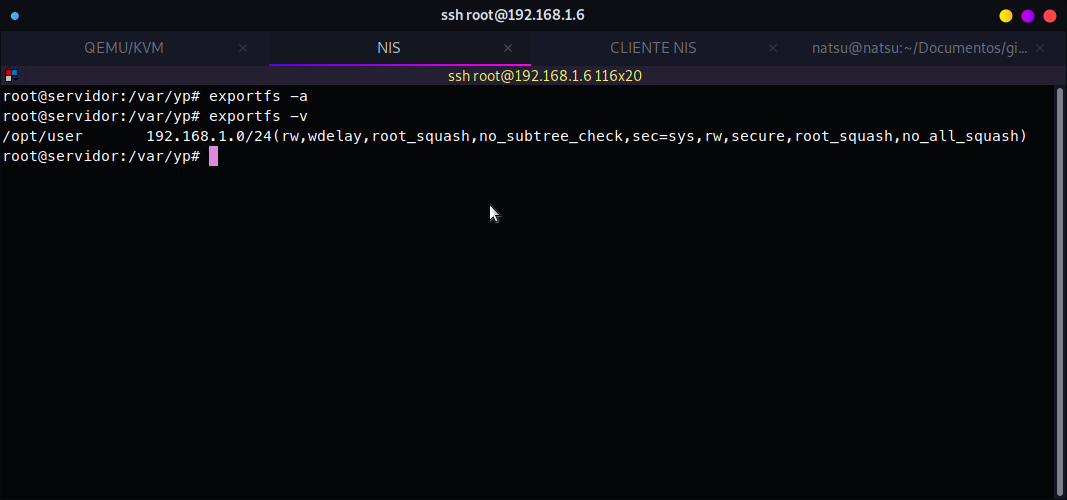 ssh root@192.168.1.6
QEMU/KVM × NIS × CLIENTE NIS × natsu@natsu:~/Documentos/gi... ×
ssh root@192.168.1.6 116x20
root@servidor:/var/yp# exportfs -a
root@servidor:/var/yp# exportfs -v
/opt/user 192.168.1.0/24(rw,wdelay,root_squash,no_subtree_check,sec=sys,rw,secure,root_squash,no_all_squash)
root@servidor:/var/yp#